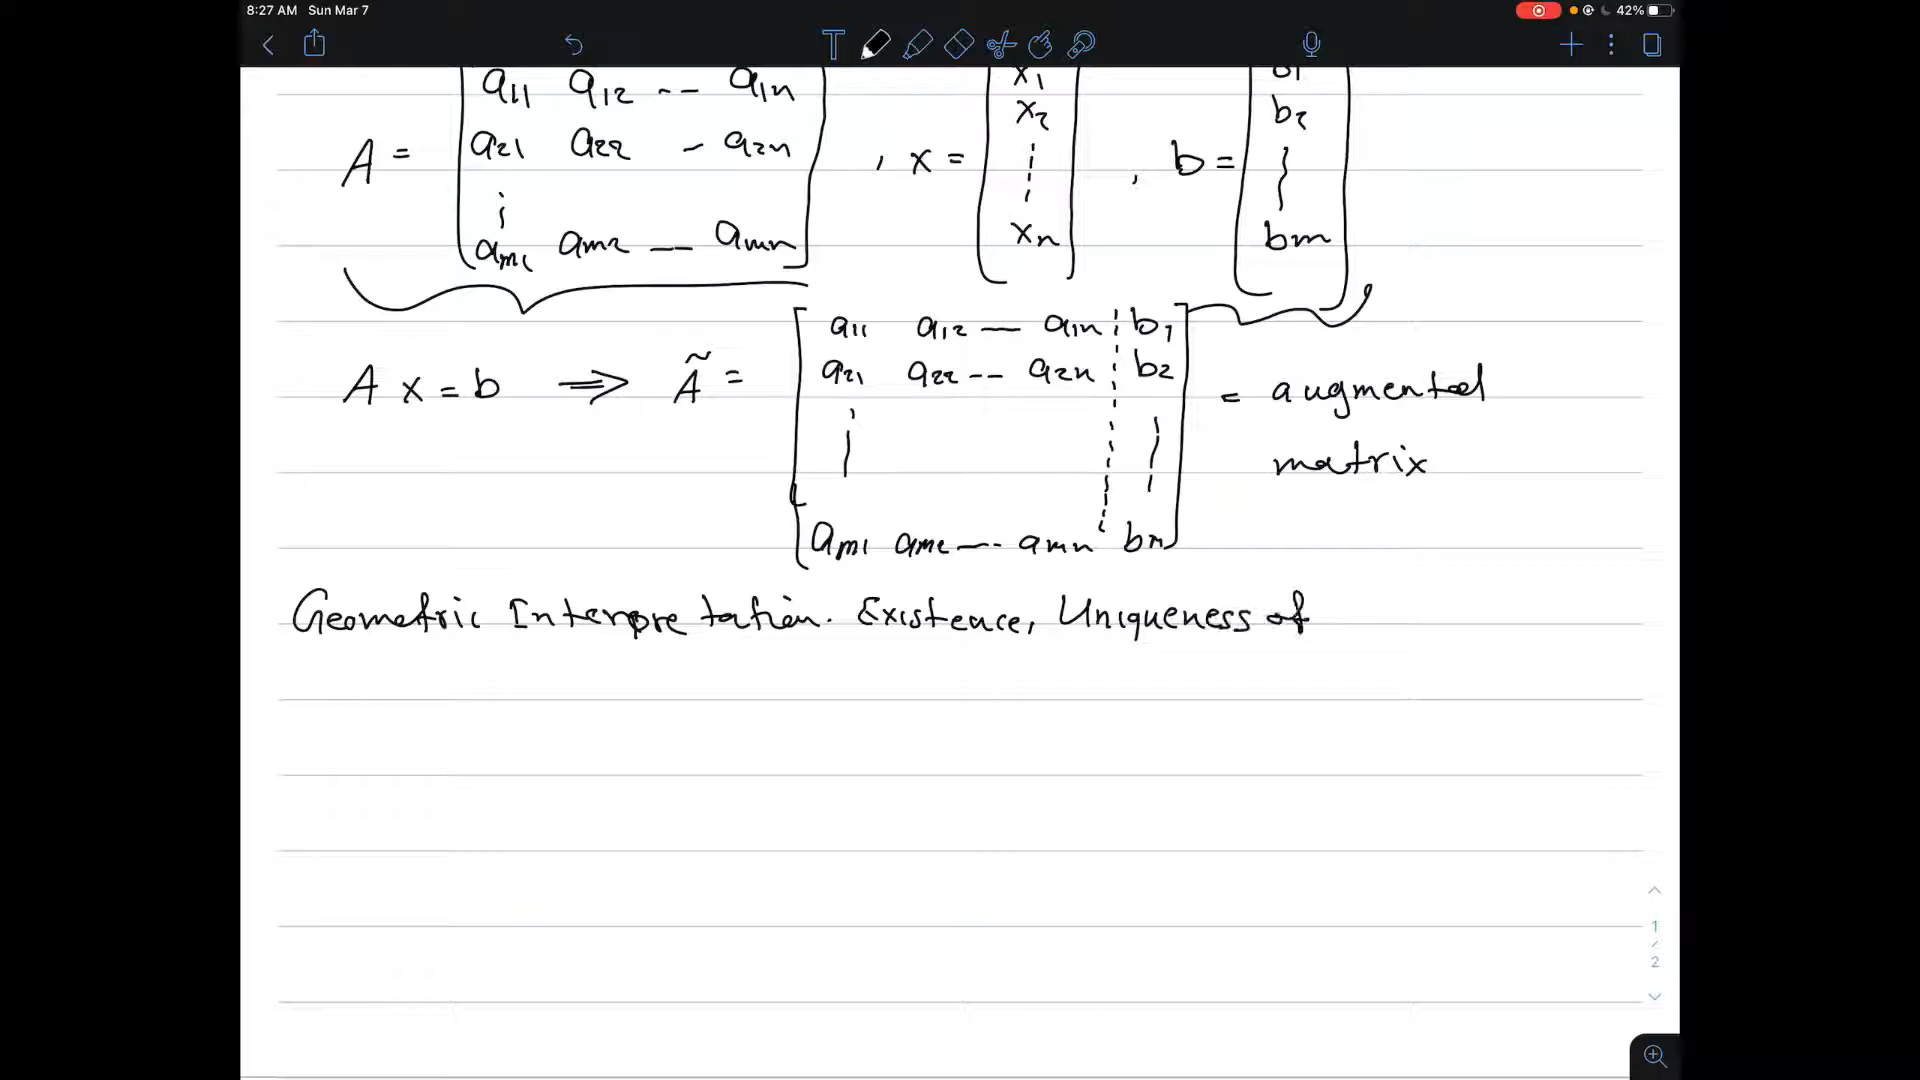 8:27 AM Sun Mar 7 42%
a11 a12 -- a1n x1 b1
A = a21 a22 - a2n , x = x2 , b = b2
am1 am2 -- amn xn bm
a11 a12 — a1n b1
A x = b ⇒ Ã = a21 a22 -- a2n b2 = augmented
matrix
am1 am2 --- amn bm
Geometric Interpretation. Existence, Uniqueness of
1
/
2